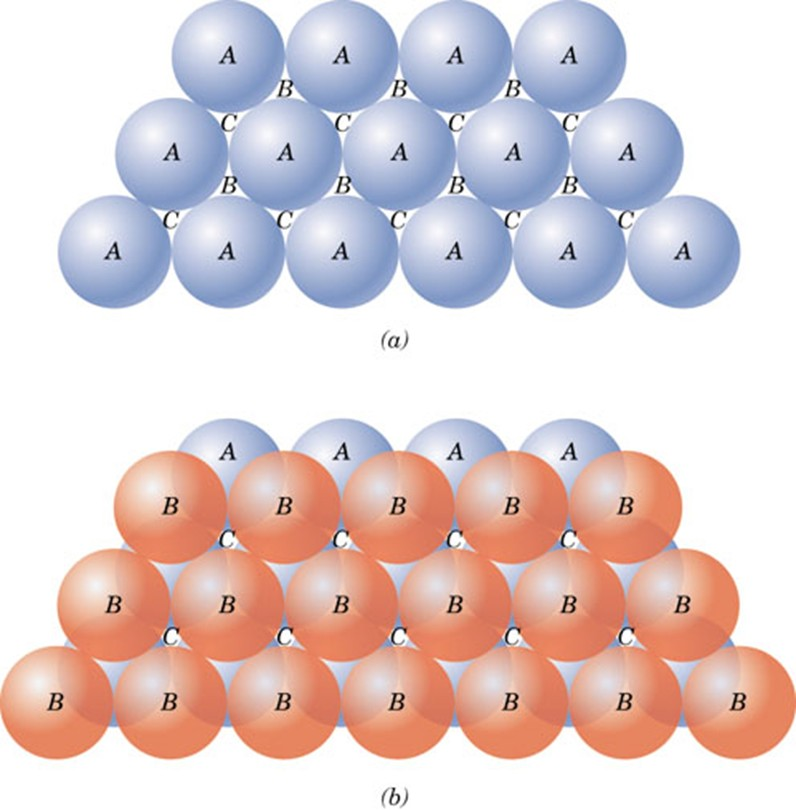 A A A A
B B B
C C C C
A A A A A
B B B B
C C C C C
A A A A A A
(a)
A A A A
B B B B B
C C C C
B B B B B B
C C C C C
B B B B B B B
(b)